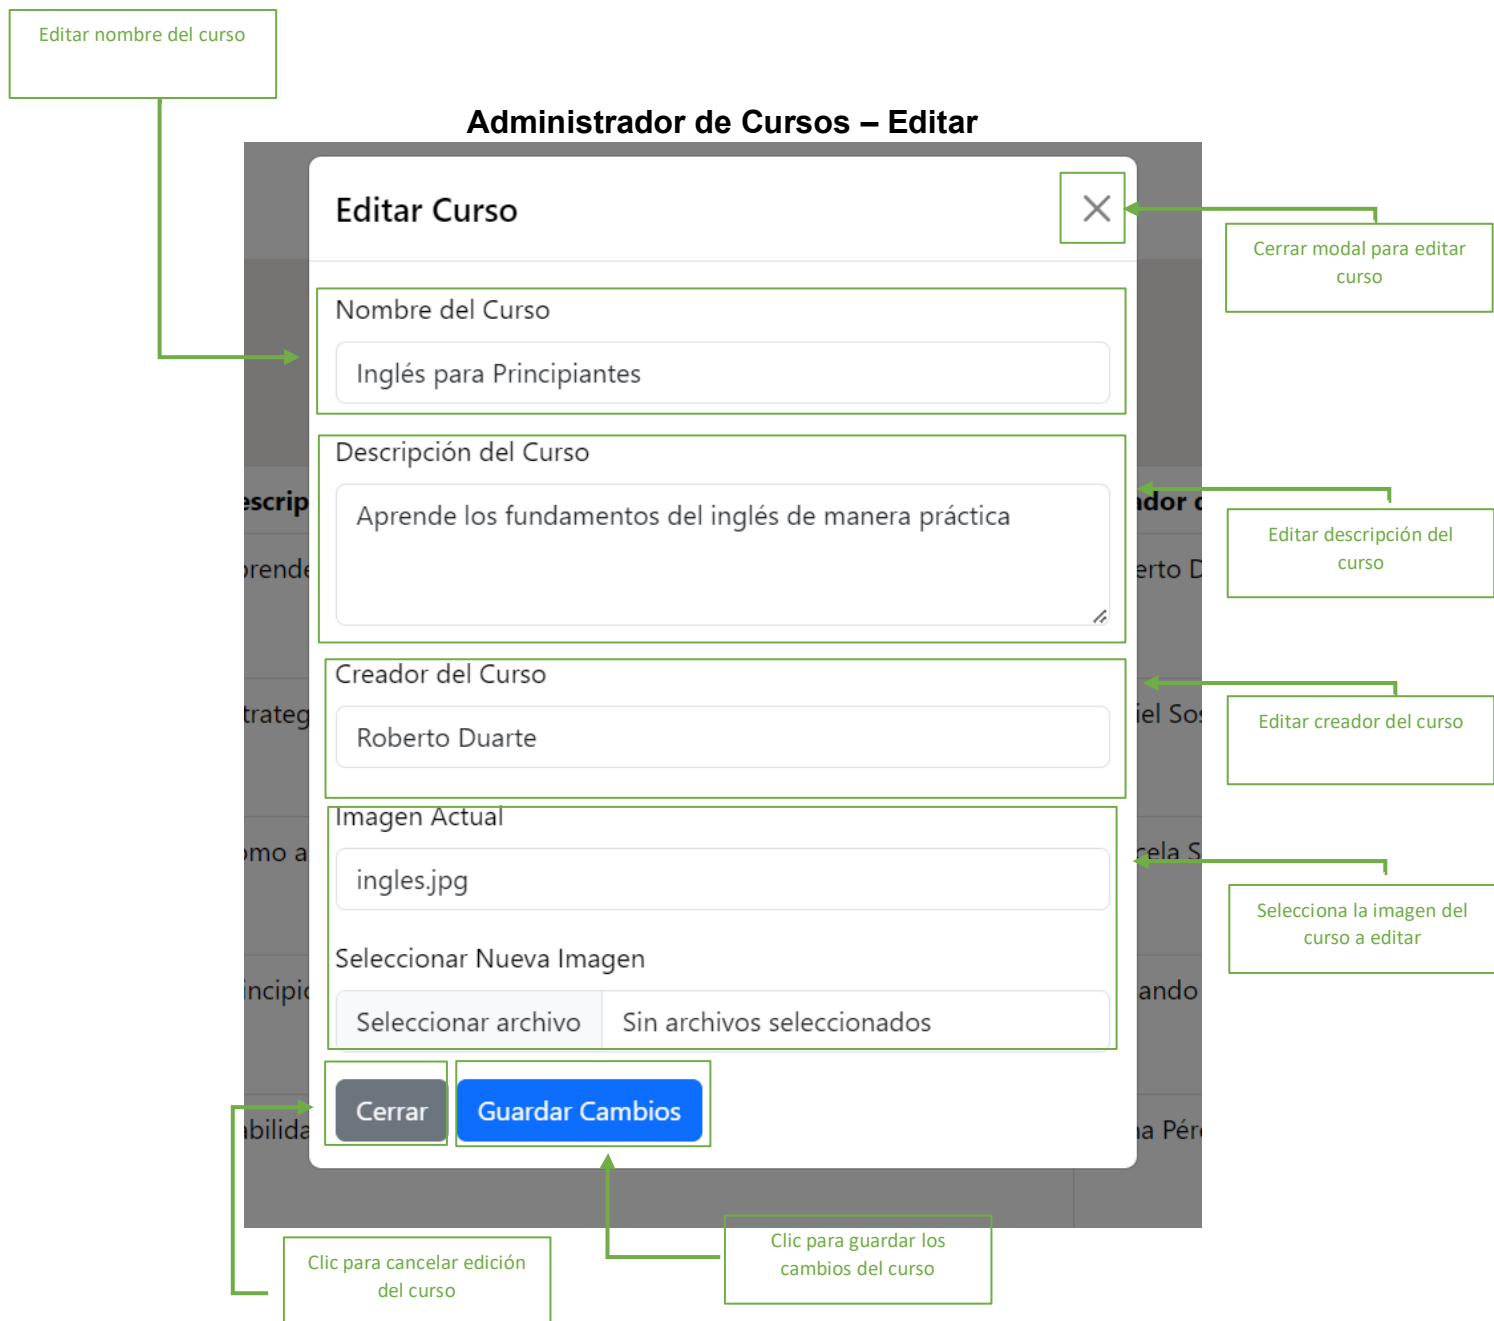 Editar nombre del curso
Administrador de Cursos – Editar
Editar Curso
Cerrar modal para editar
curso
Nombre del Curso
Inglés para Principiantes
Descripción del Curso
Aprende los fundamentos del inglés de manera práctica
Editar descripción del
curso
Creador del Curso
Roberto Duarte
Editar creador del curso
Imagen Actual
ingles.jpg
Selecciona la imagen del
curso a editar
Seleccionar Nueva Imagen
Seleccionar archivo Sin archivos seleccionados
Cerrar Guardar Cambios
Clic para cancelar edición
del curso
Clic para guardar los
cambios del curso